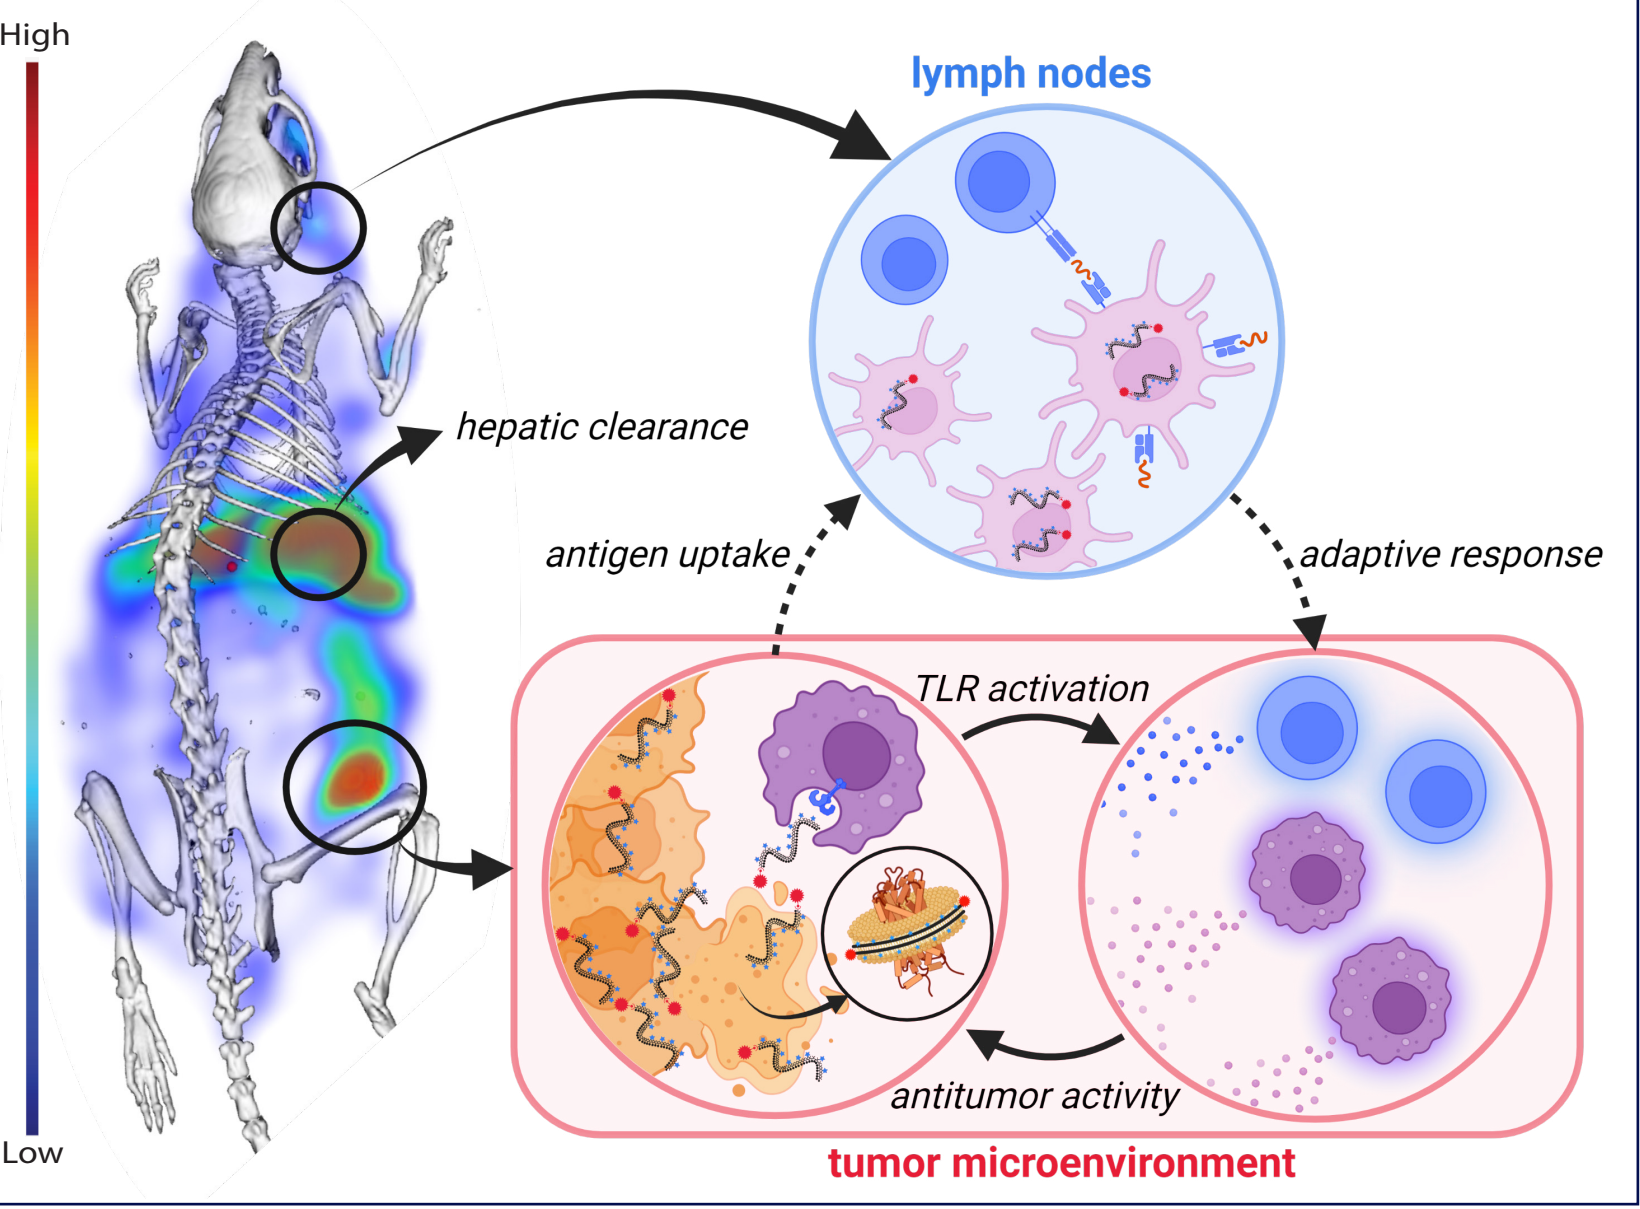 High
lymph nodes
hepatic clearance
antigen uptake
adaptive response
TLR activation
antitumor activity
Low
tumor microenvironment